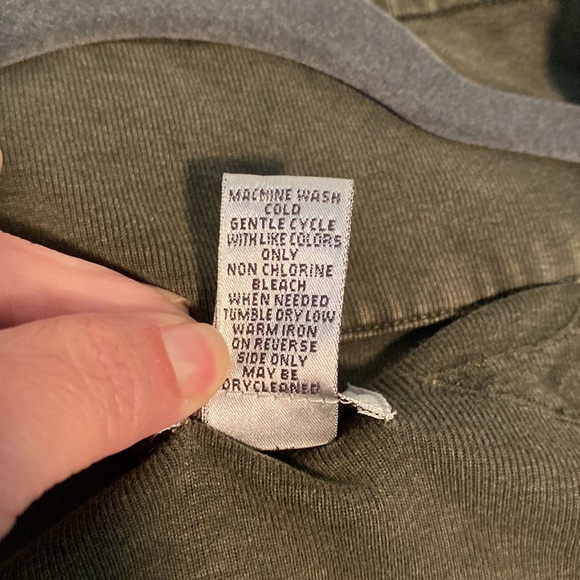 MACHINE WASH
COLD
GENTLE CYCLE
WITH LIKE COLORS
ONLY
NON CHLORINE
BLEACH
WHEN NEEDED
TUMBLE DRY LOW
WARM IRON
ON REVERSE
SIDE ONLY
MAY BE
DRYCLEANED